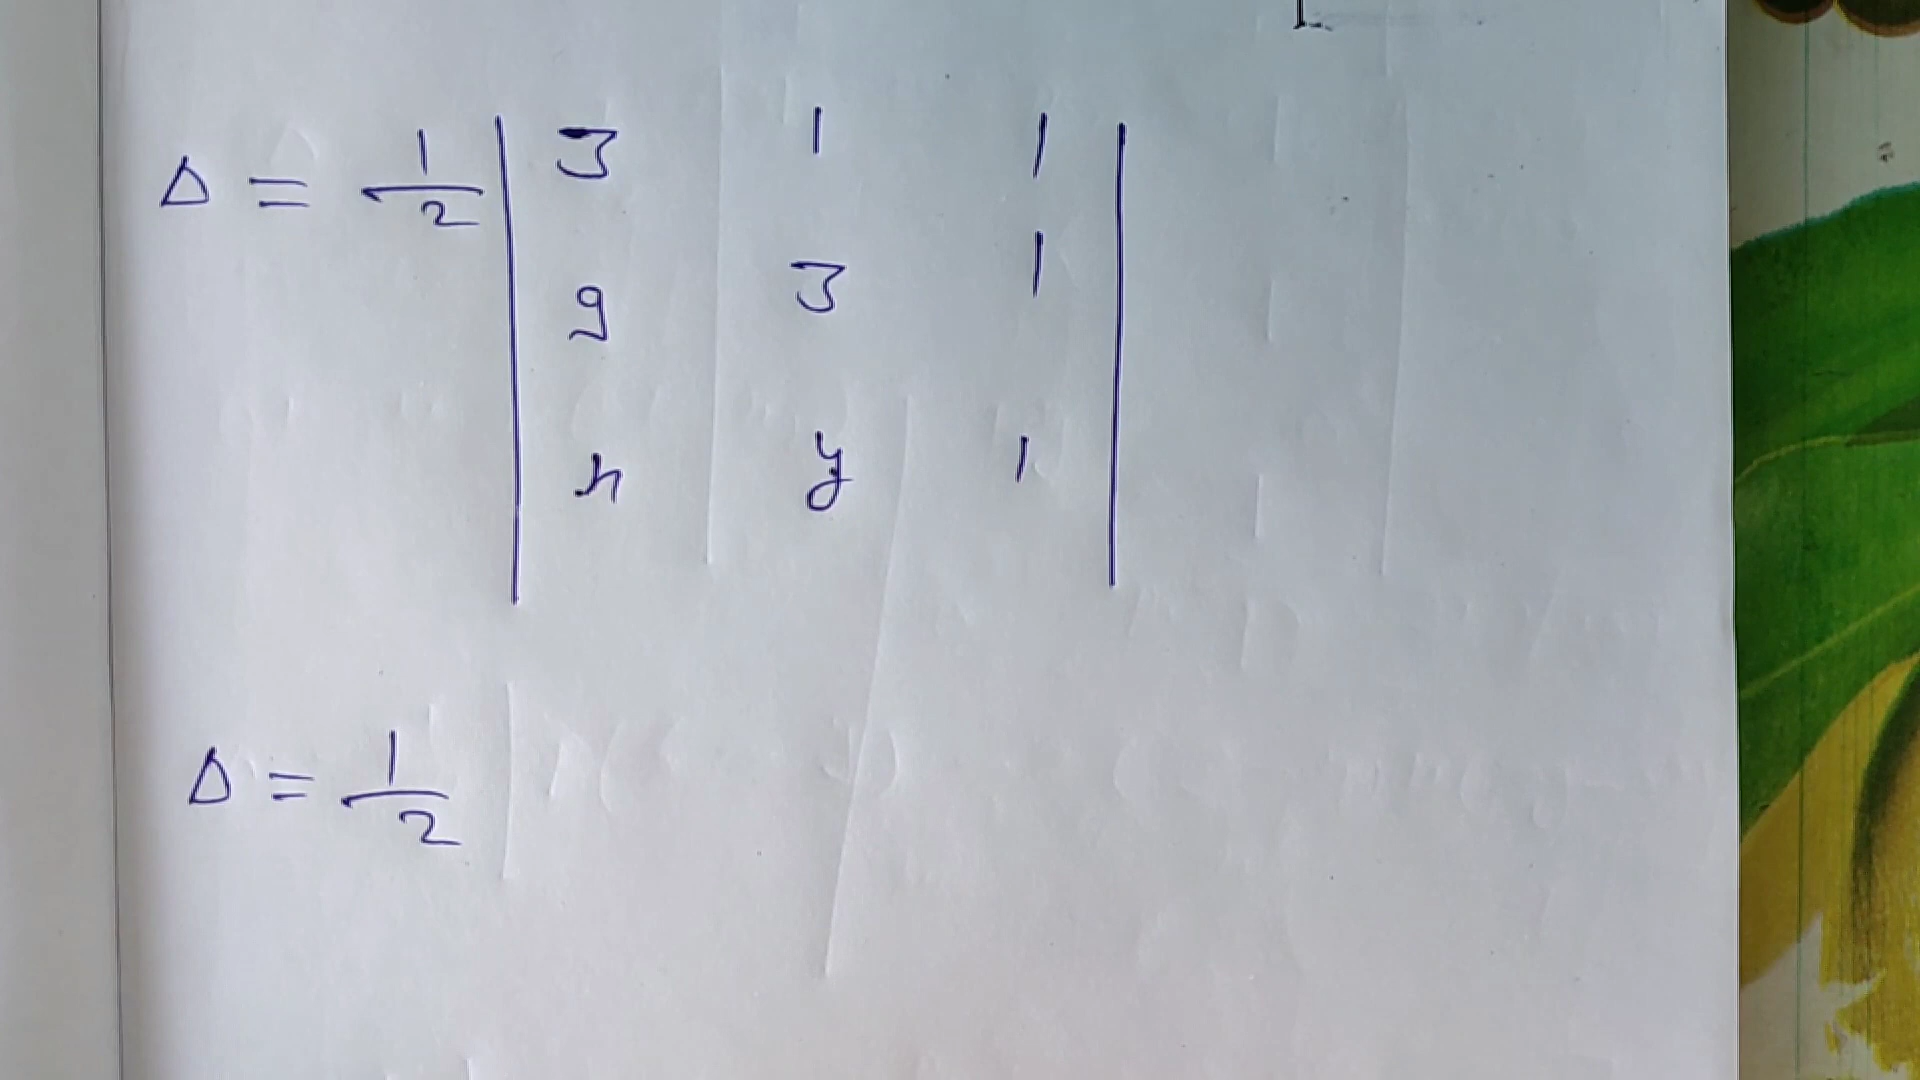 Δ = 1/2 | 3 1 1 |
9 3 1
x y 1
Δ = 1/2